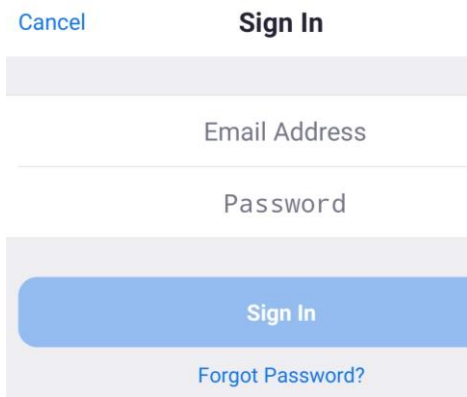 Cancel Sign In
Email Address
Password
Sign In
Forgot Password?